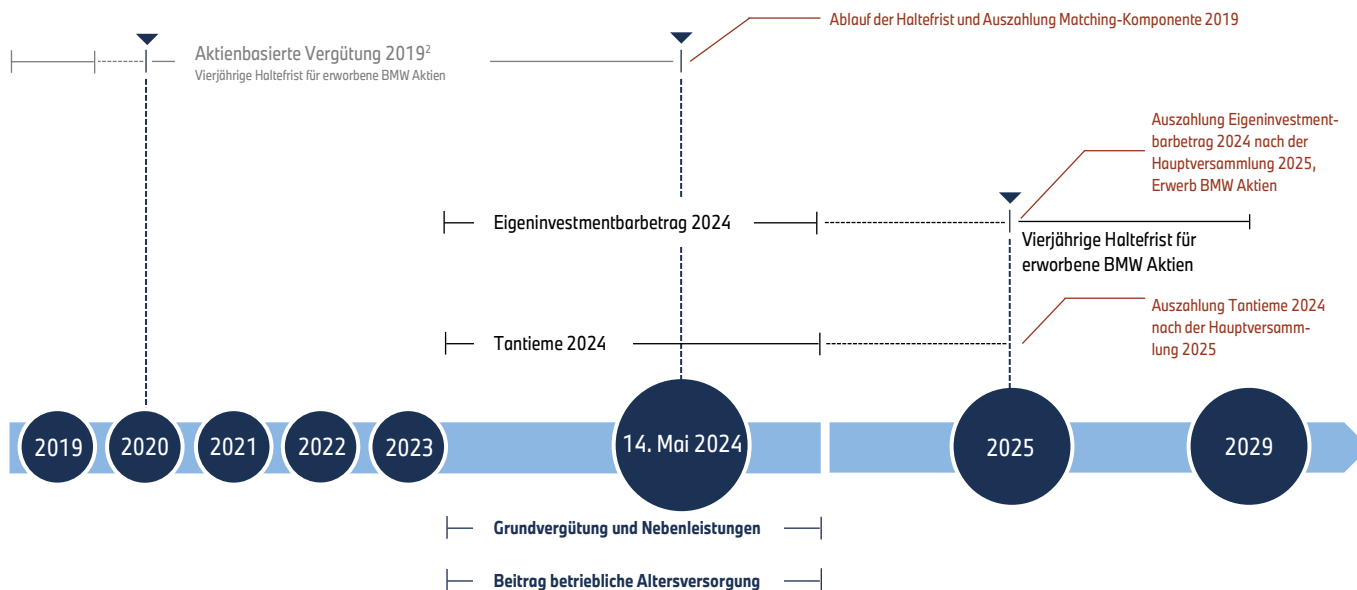 Ablauf der Haltefrist und Auszahlung Matching-Komponente 2019
Aktienbasierte Vergütung 2019²
Vierjährige Haltefrist für erworbene BMW Aktien
Auszahlung Eigeninvestment-
barbetrag 2024 nach der
Hauptversammlung 2025,
Erwerb BMW Aktien
Eigeninvestmentbarbetrag 2024
Vierjährige Haltefrist für
erworbene BMW Aktien
Auszahlung Tantieme 2024
nach der Hauptversamm-
lung 2025
Tantieme 2024
2019
2020
2021
2022
2023
14. Mai 2024
2025
2029
Grundvergütung und Nebenleistungen
Beitrag betriebliche Altersversorgung